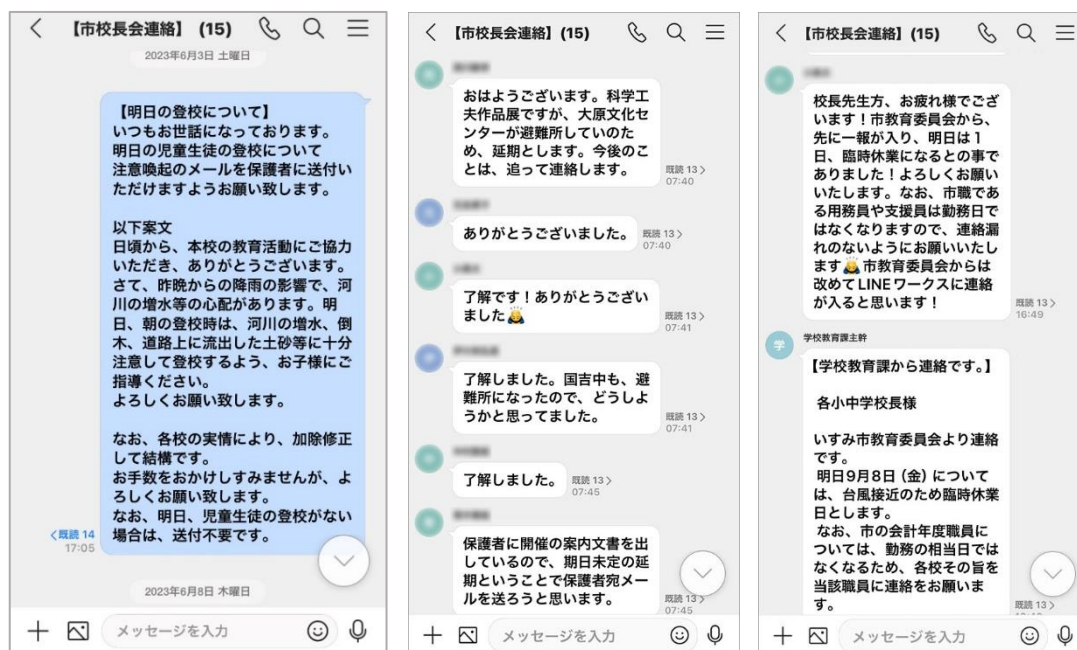 【市校長会連絡】(15)
2023年6月3日 土曜日
【明日の登校について】
いつもお世話になっております。
明日の児童生徒の登校について
注意喚起のメールを保護者に送付い
ただけますようお願い致します。
以下案文
日頃から、本校の教育活動にご協力
いただき、ありがとうございます。
さて、昨晩からの降雨の影響で、河
川の増水等の心配があります。明
日、朝の登校時は、河川の増水、倒
木、道路上に流出した土砂等に十分
注意して登校するよう、お子様にご
指導ください。
よろしくお願い致します。
なお、各校の実情により、加除修正
して結構です。
お手数をおかけしすみませんが、よ
ろしくお願い致します。
なお、明日、児童生徒の登校がない
場合は、送付不要です。
<既読 14
17:05
2023年6月8日 木曜日
メッセージを入力
【市校長会連絡】(15)
おはようございます。科学工
夫作品展ですが、大原文化セ
ンターが避難所していのた
め、延期とします。今後のこ
とは、追って連絡します。
既読 13 >
07:40
ありがとうございました。
既読 13 >
07:40
了解です！ありがとうござい
ました🙇
既読 13 >
07:41
了解しました。国吉中も、避
難所になったので、どうしよ
うかと思ってました。
既読 13 >
07:41
了解しました。
既読 13 >
07:45
保護者に開催の案内文書を出
しているので、期日未定の延
期ということで保護者宛メー
ルを送ろうと思います。
既読 13 >
07:45
メッセージを入力
【市校長会連絡】(15)
校長先生方、お疲れ様でござ
います！市教育委員会から、
先に一報が入り、明日は１
日、臨時休業になるとの事で
ありました！よろしくお願い
いたします。なお、市職であ
る用務員や支援員は勤務日で
はなくなりますので、連絡漏
れのないようにお願いいたし
ます🙇市教育委員会からは
改めてLINEワークスに連絡
が入ると思います！
既読 13 >
16:49
学
学校教育課主幹
【学校教育課から連絡です。】
各小中学校長様
いすみ市教育委員会より連絡
です。
明日9月8日（金）について
は、台風接近のため臨時休業
日とします。
なお、市の会計年度職員に
ついては、勤務の相当日では
なくなるため、各校その旨を
当該職員に連絡をお願いしま
す。
既読 13 >
メッセージを入力